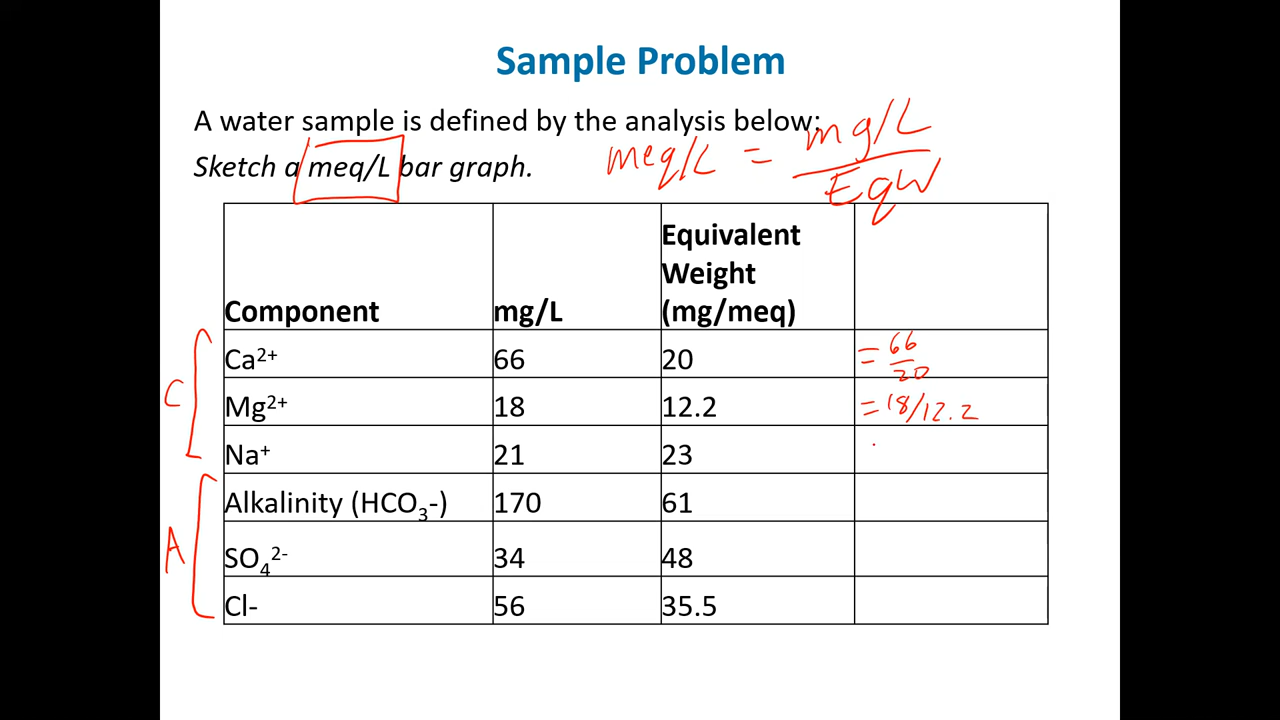 Sample Problem
A water sample is defined by the analysis below:
Sketch a meq/L bar graph.
meq/L = mg/L / EqW
Component mg/L Equivalent Weight (mg/meq)
C
Ca²⁺ 66 20 = 66/20
Mg²⁺ 18 12.2 = 18/12.2
Na⁺ 21 23
A
Alkalinity (HCO₃-) 170 61
SO₄²⁻ 34 48
Cl- 56 35.5